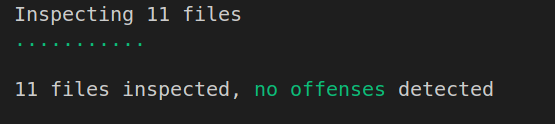 Inspecting 11 files
...........
11 files inspected, no offenses detected